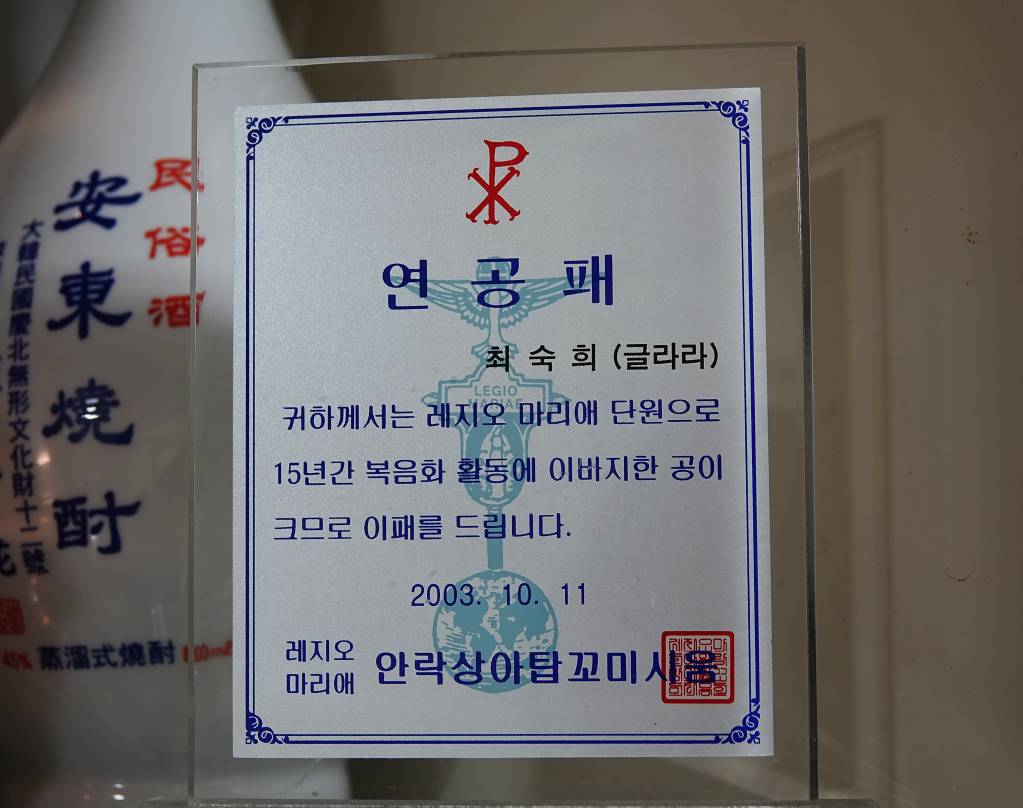 연 공 패
최 숙 희 (글라라)
LEGIO
MARIAE
귀하께서는 레지오 마리애 단원으로
15년간 복음화 활동에 이바지한 공이
크므로 이패를 드립니다.
2003. 10. 11
레지오
마리애
안락상아탑꼬미시움
民俗酒
安東燒酎
大韓民國慶北無形文化財十二號
45% 蒸溜式燒酎